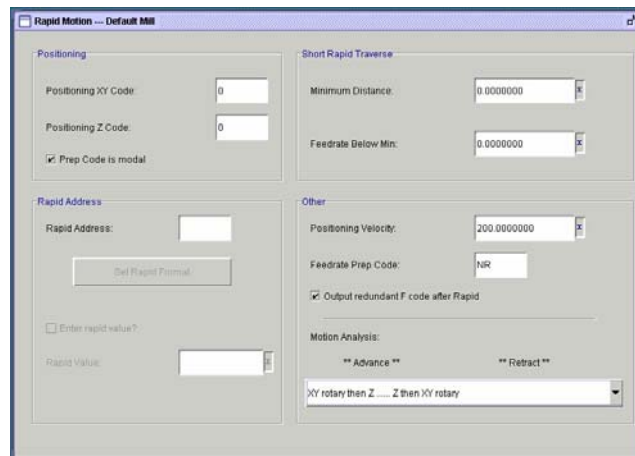 Rapid Motion --- Default Mill
Positioning
Positioning XY Code:
0
Positioning Z Code:
0
Prep Code is modal
Short Rapid Traverse
Minimum Distance:
0.0000000
x
Feedrate Below Min:
0.0000000
x
Rapid Address
Rapid Address:
Set Rapid Format
Enter rapid value?
Rapid Value:
x
Other
Positioning Velocity:
200.0000000
x
Feedrate Prep Code:
NR
Output redundant F code after Rapid
Motion Analysis:
** Advance **
** Retract **
XY rotary then Z ...... Z then XY rotary